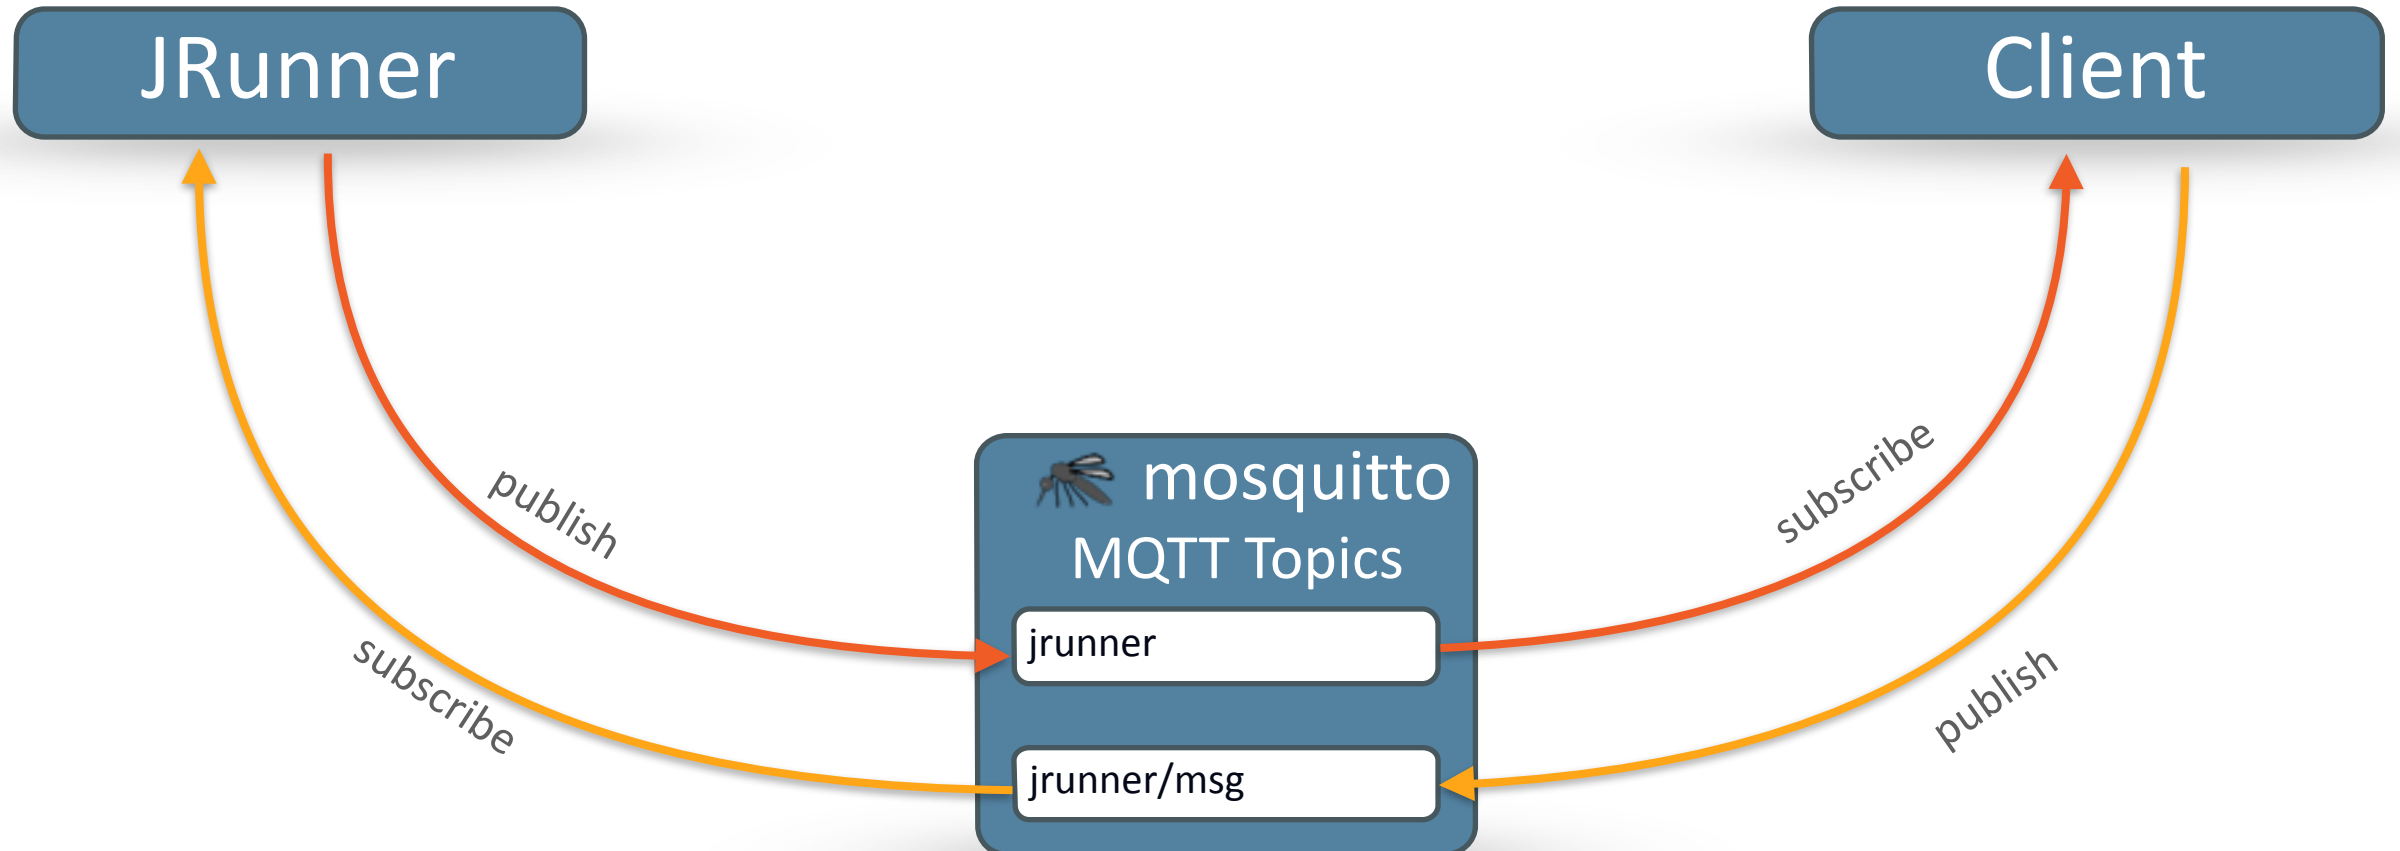 JRunner
Client
publish
subscribe
mosquitto
MQTT Topics
jrunner
jrunner/msg
subscribe
publish